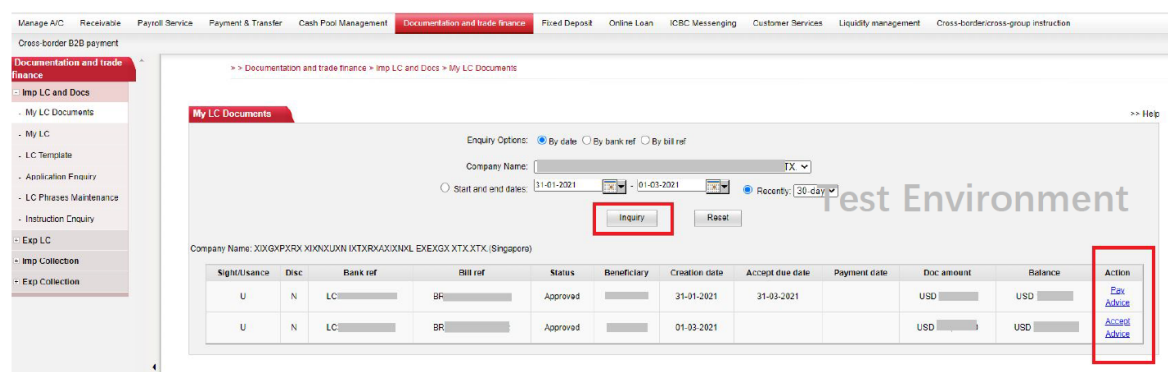 Manage A/C Receivable Payroll Service Payment & Transfer Cash Pool Management Documentation and trade finance Fixed Deposit Online Loan ICBC Messenging Customer Services Liquidity management Cross-border/cross-group instruction
Cross-border B2B payment
Documentation and trade finance
Imp LC and Docs
- My LC Documents
- My LC
- LC Template
- Application Enquiry
- LC Phrases Maintenance
- Instruction Enquiry
Exp LC
Imp Collection
Exp Collection
> > Documentation and trade finance > Imp LC and Docs > My LC Documents
My LC Documents >> Help
Enquiry Options: By date By bank ref By bill ref
Company Name: TX
Start and end dates: 31-01-2021 - 01-03-2021 Recently: 30-day
Test Environment
Inquiry Reset
Company Name: XIXGXPXRX XIXNXUXN IXTXRXAXIXNXL EXEXGX XTX.XTX.(Singapore)
Sight/Usance Disc Bank ref Bill ref Status Beneficiary Creation date Accept due date Payment date Doc amount Balance Action
U N LC BR Approved 31-01-2021 31-03-2021 USD USD Pay Advice
U N LC BR Approved 01-03-2021 USD USD Accept Advice